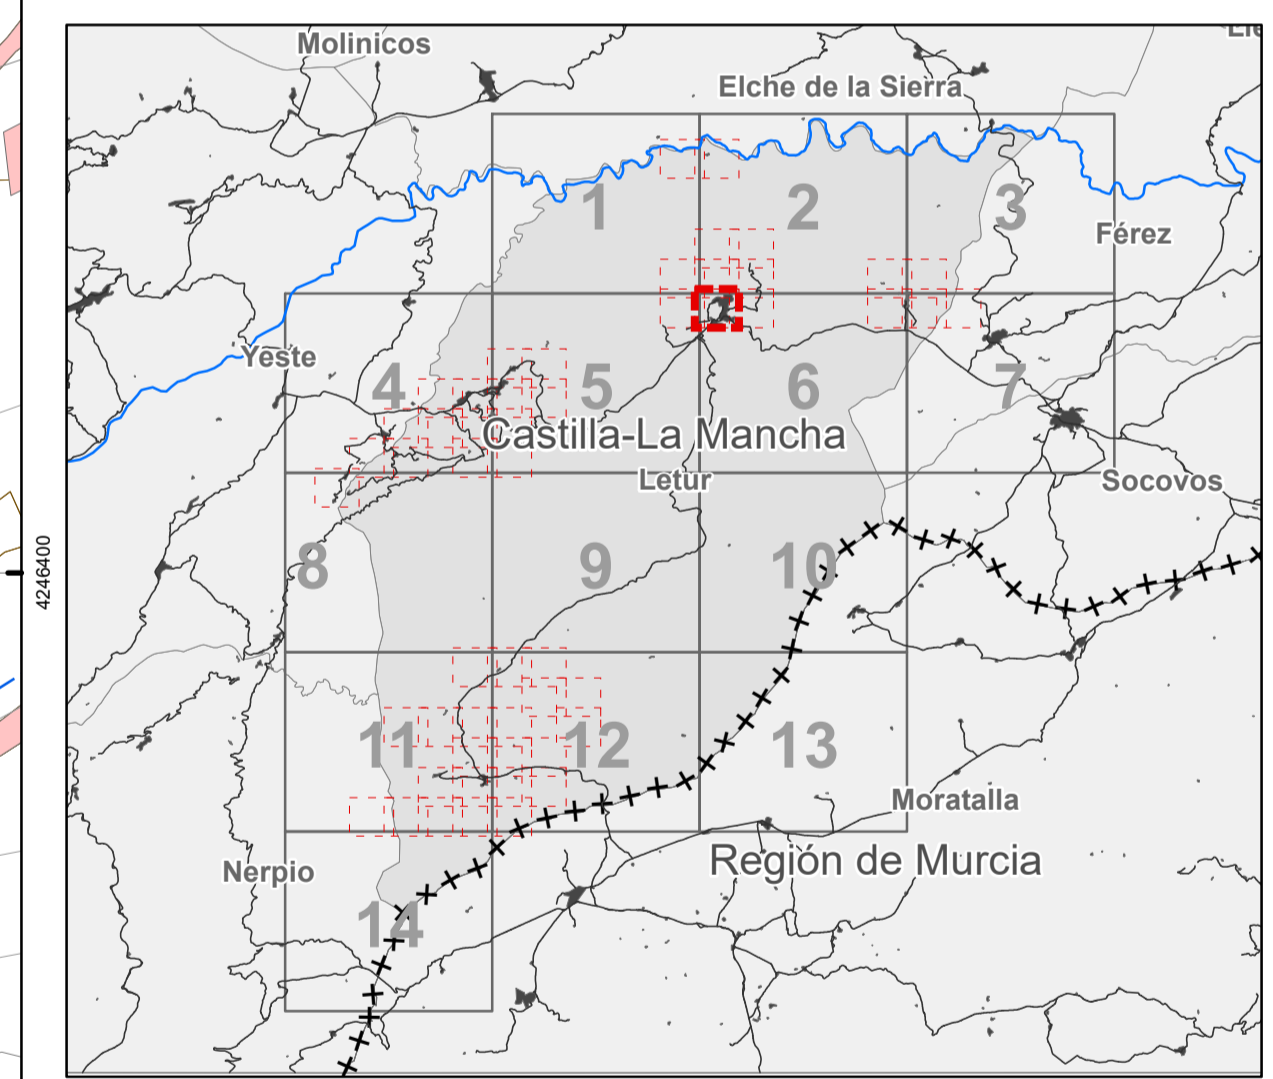 Molinicos
Elche de la Sierra
1
2
3
Férez
Yeste
4
5
6
7
Castilla-La Mancha
Letur
Socovos
4246400
8
9
10
11
12
13
Moratalla
Nerpio
Región de Murcia
14